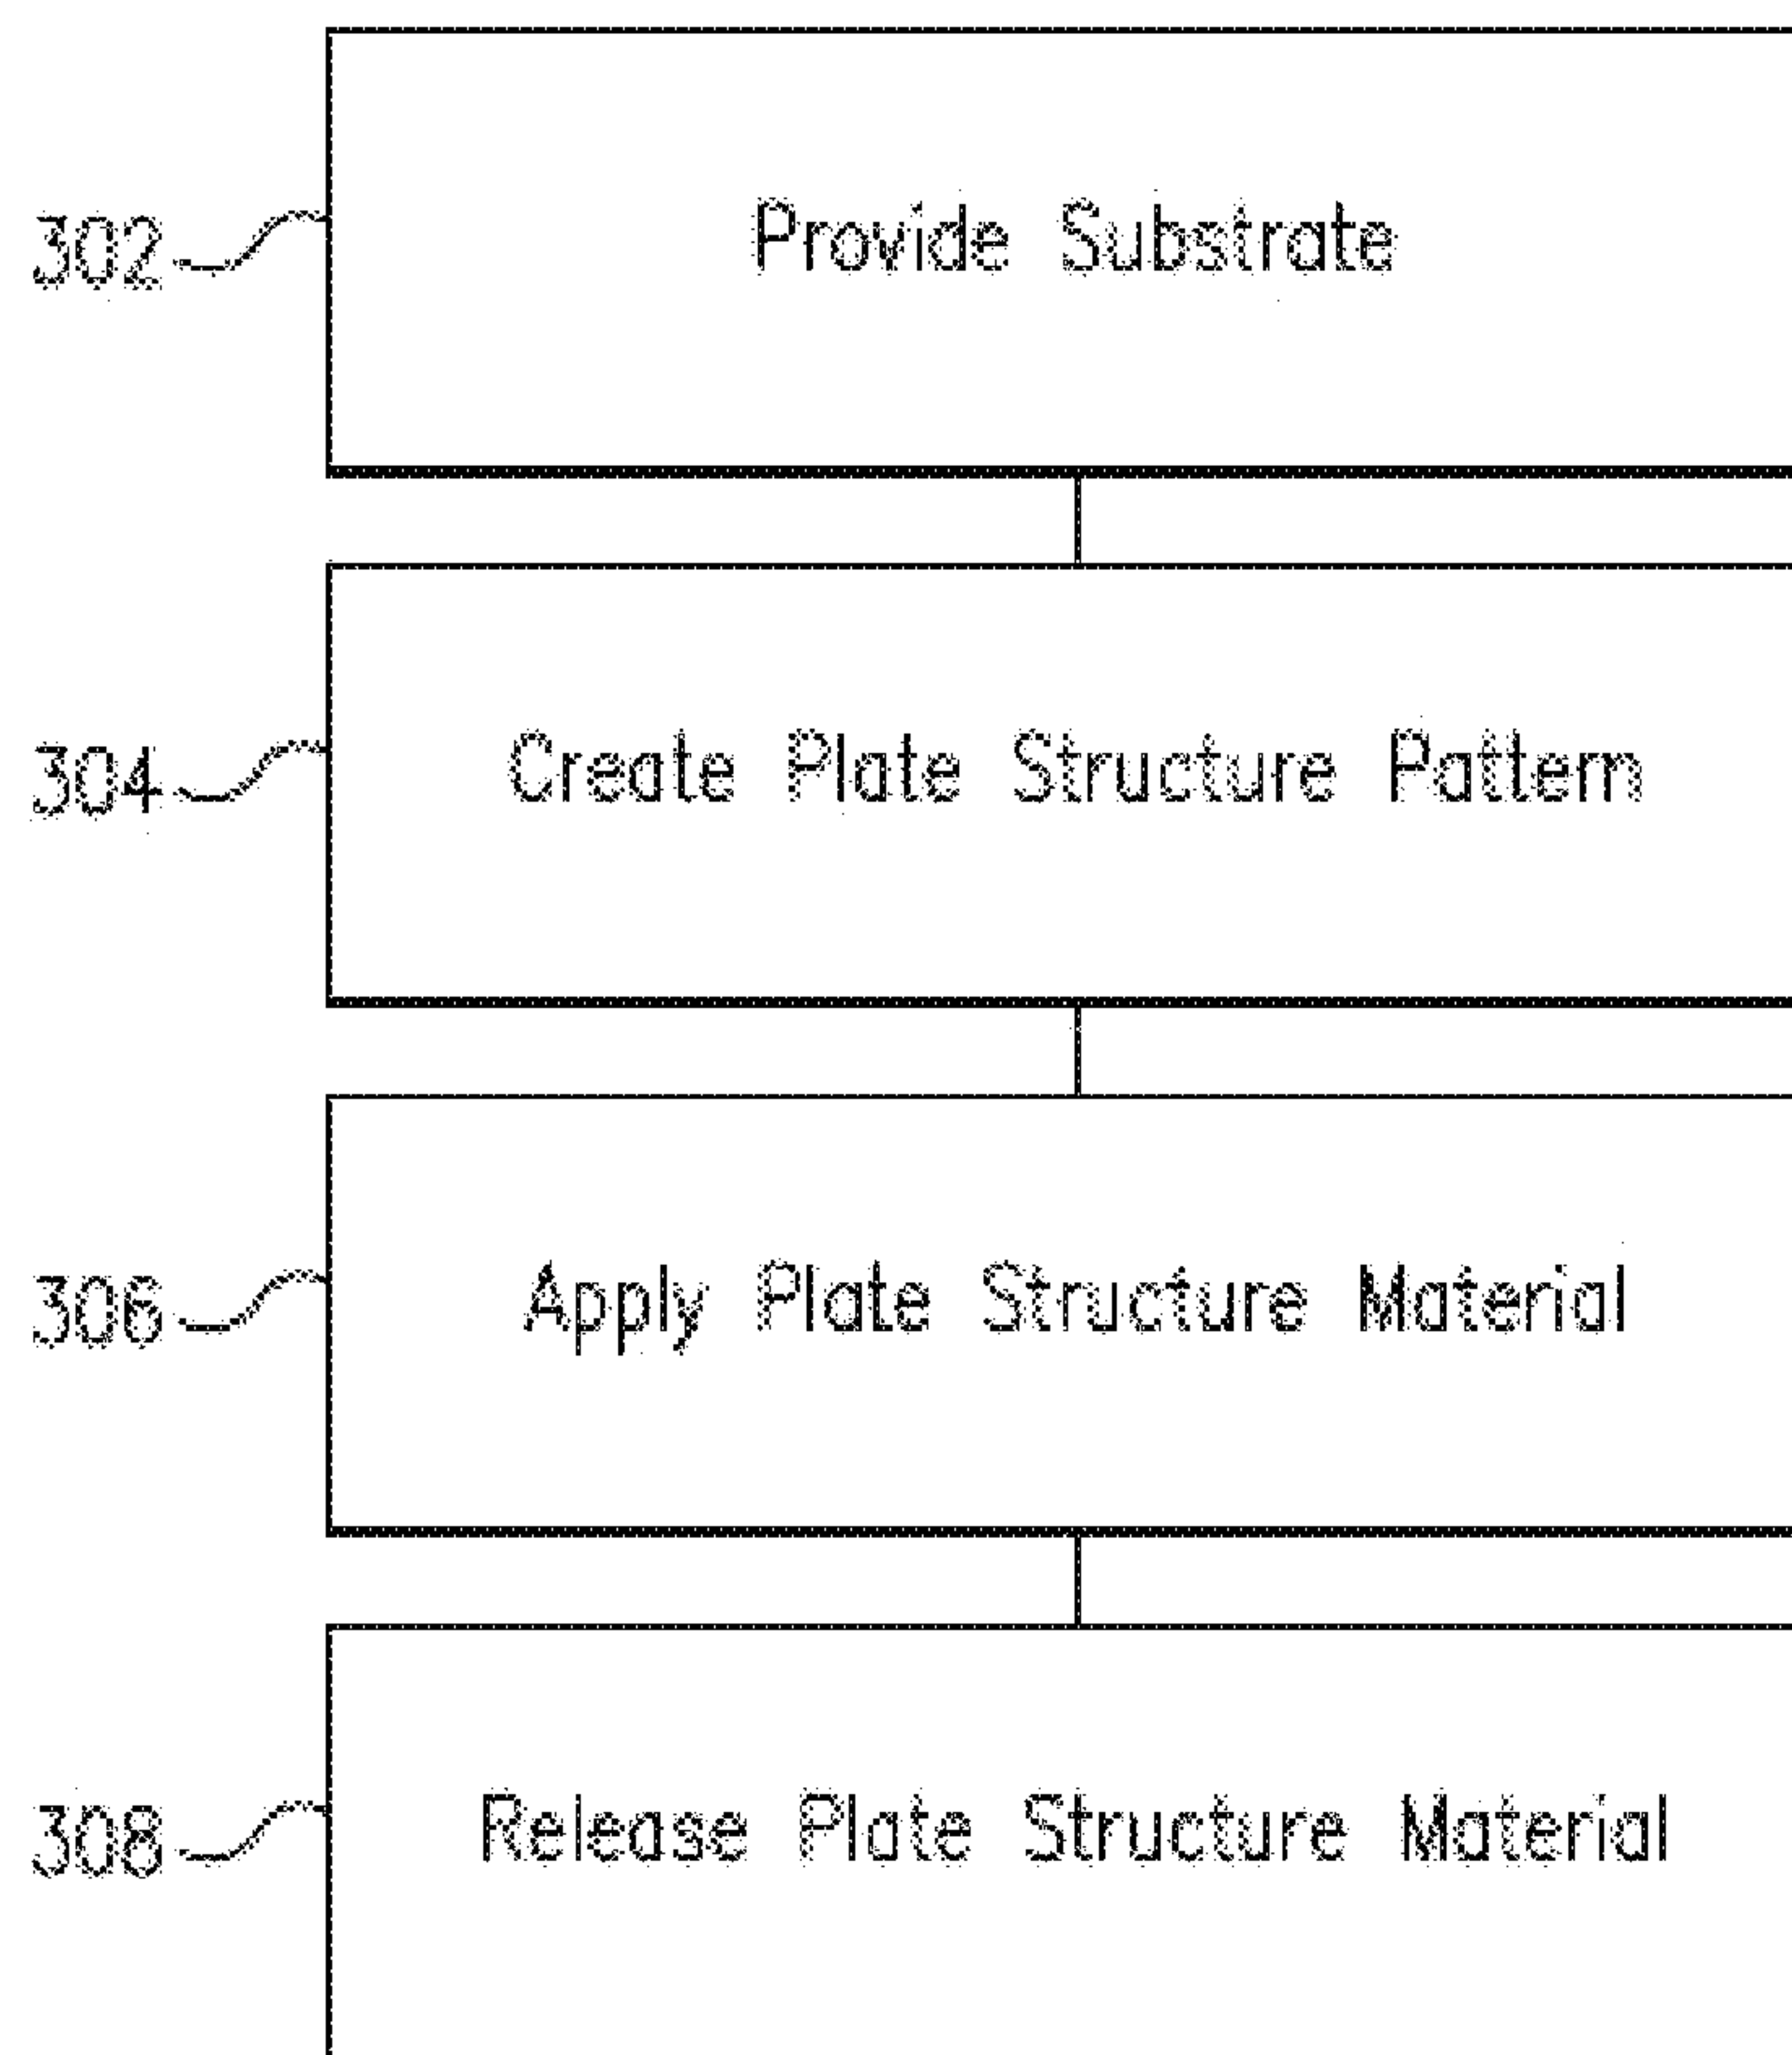 302 Provide Substrate
304 Create Plate Structure Pattern
306 Apply Plate Structure Material
308 Release Plate Structure Material